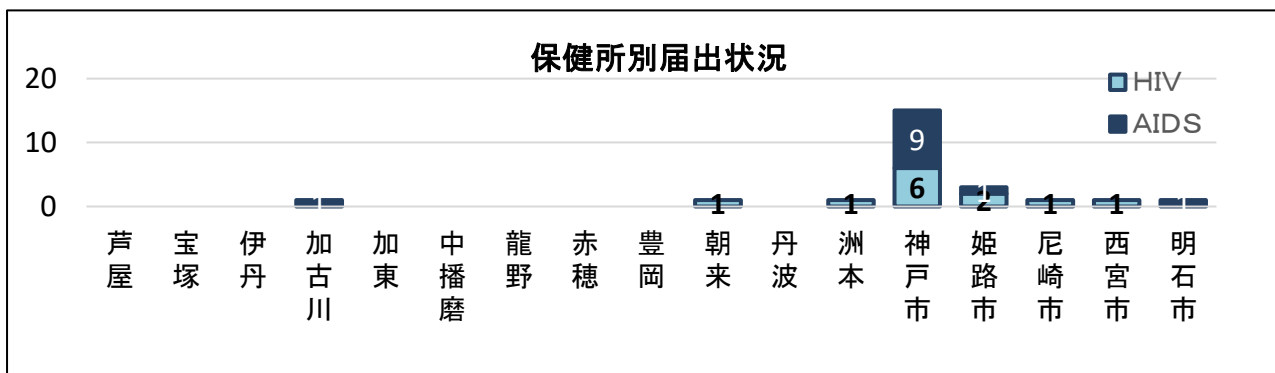 保健所別届出状況
20
10
0
HIV
AIDS
1
1
1
9
6
1
2
1
1
1
芦屋
宝塚
伊丹
加古川
加東
中播磨
龍野
赤穂
豊岡
朝来
丹波
洲本
神戸市
姫路市
尼崎市
西宮市
明石市